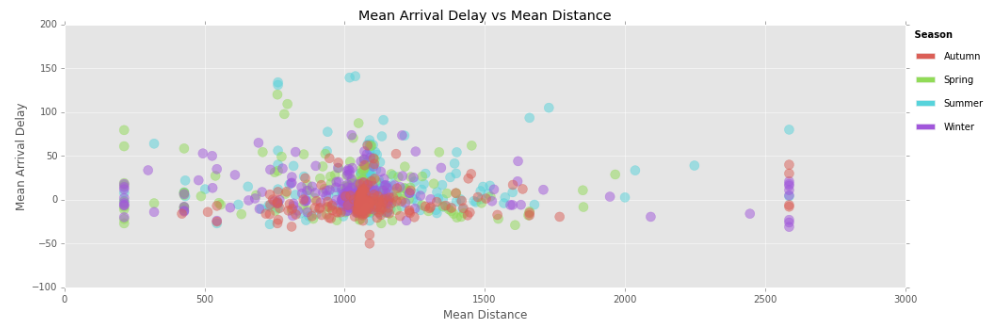 Mean Arrival Delay vs Mean Distance
200
150
100
50
0
−50
−100
Mean Arrival Delay
0 500 1000 1500 2000 2500 3000
Mean Distance
Season
Autumn
Spring
Summer
Winter